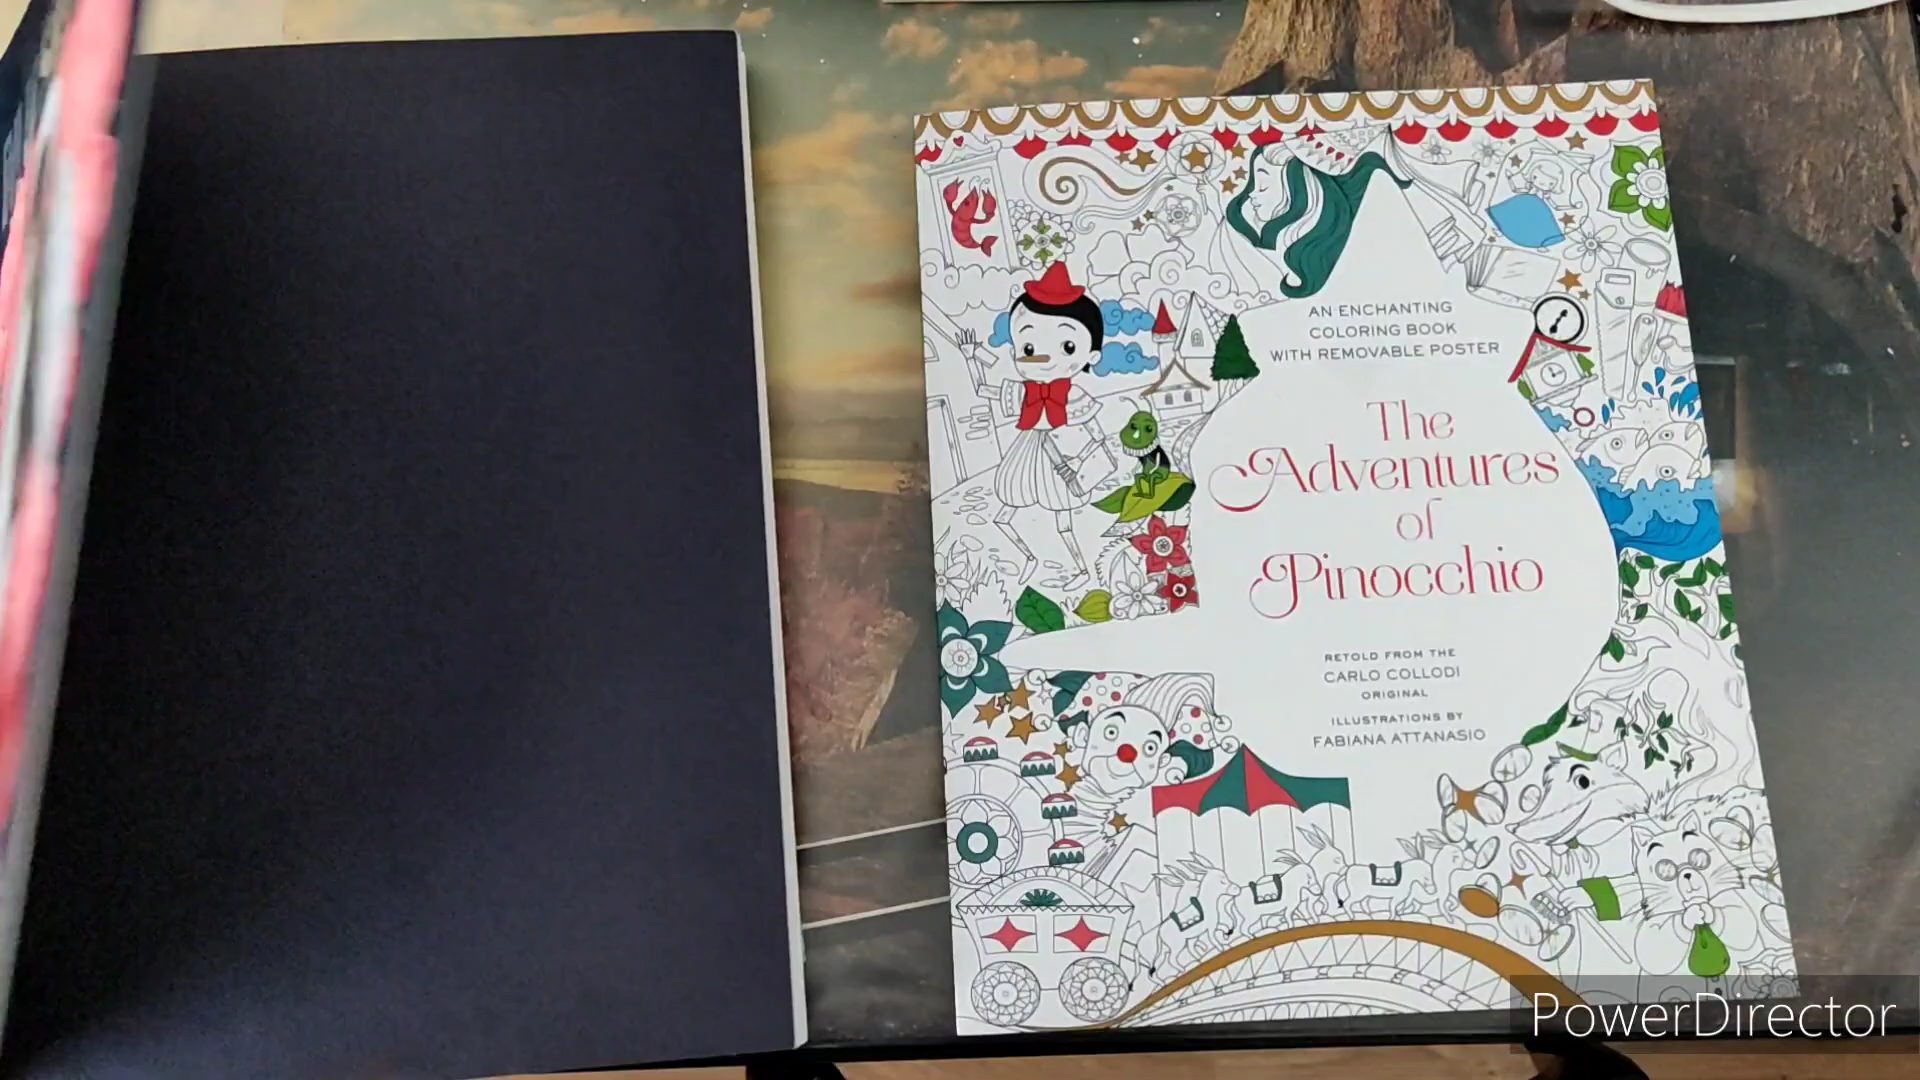 AN ENCHANTING
COLORING BOOK
WITH REMOVABLE POSTER
The
Adventures
of
Pinocchio
RETOLD FROM THE
CARLO COLLODI
ORIGINAL
ILLUSTRATIONS BY
FABIANA ATTANASIO
PowerDirector